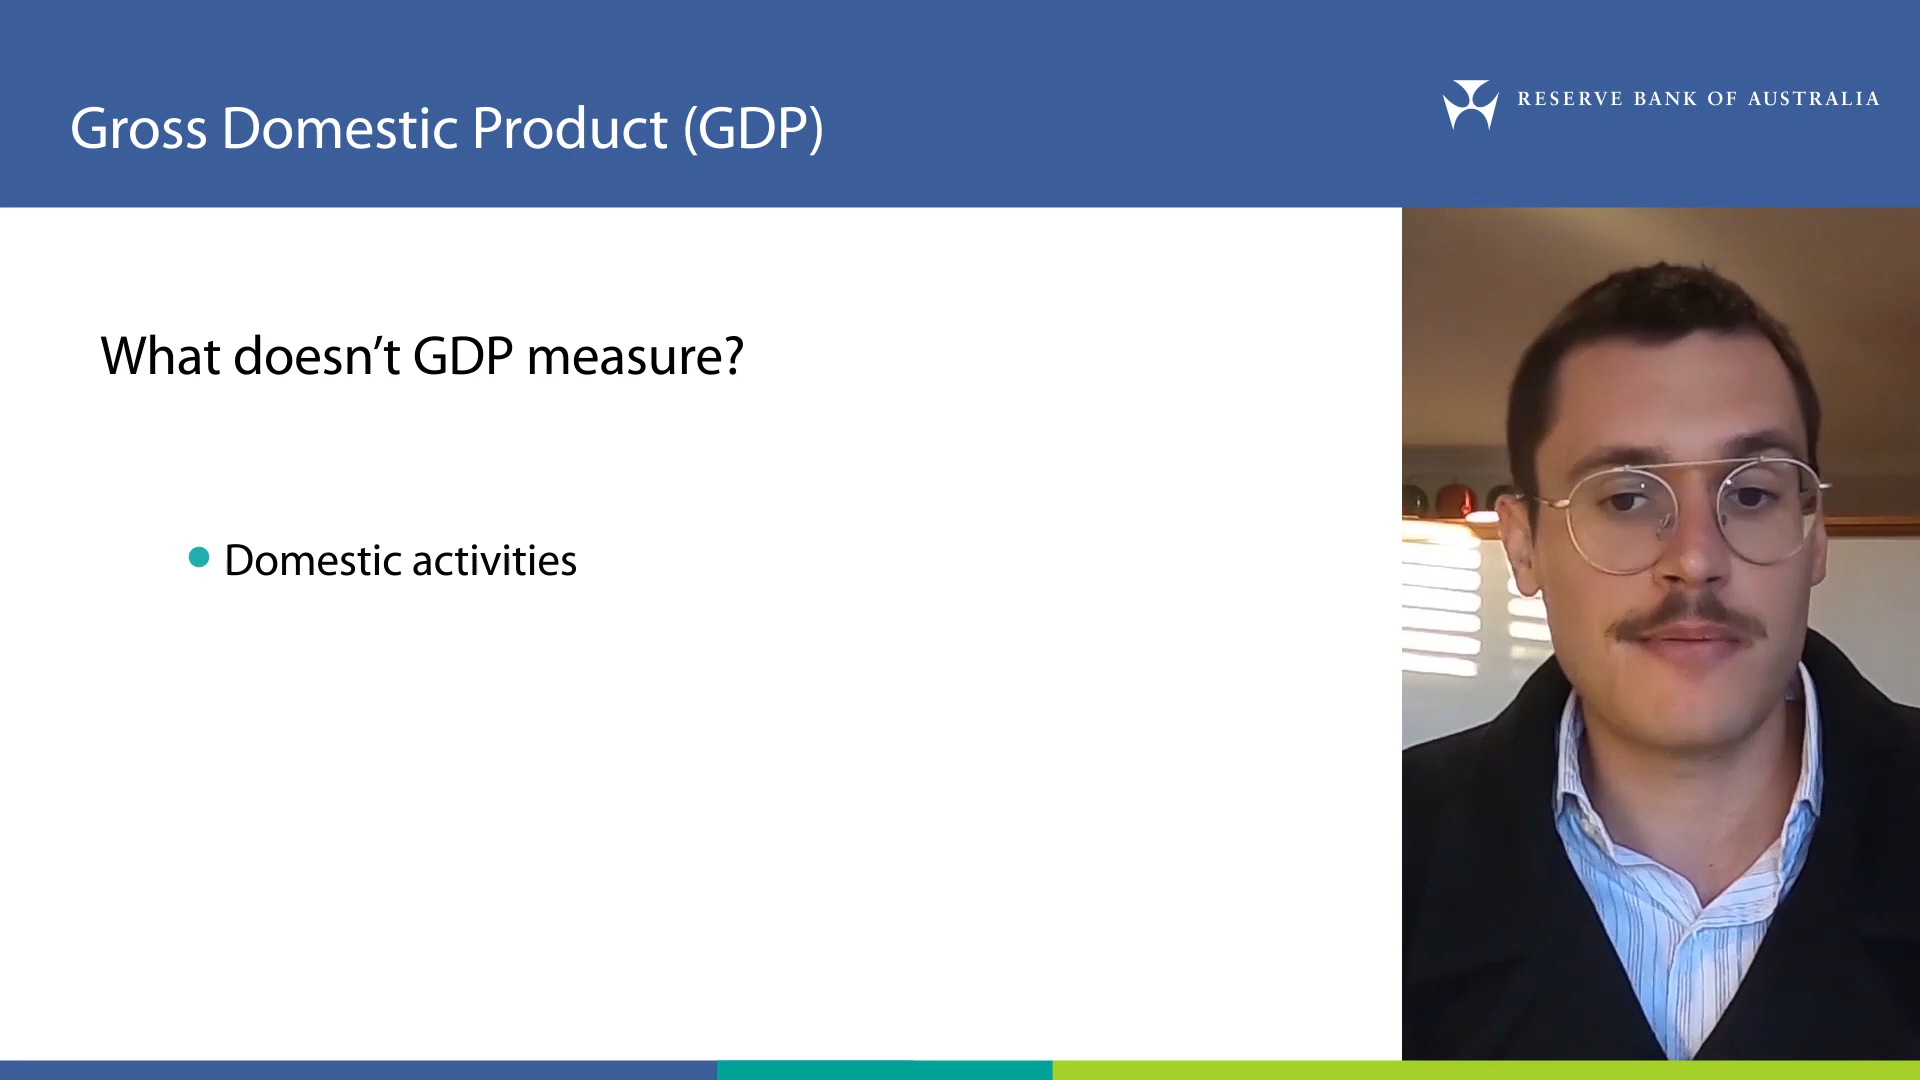 Gross Domestic Product (GDP)
RESERVE BANK OF AUSTRALIA
What doesn’t GDP measure?
Domestic activities